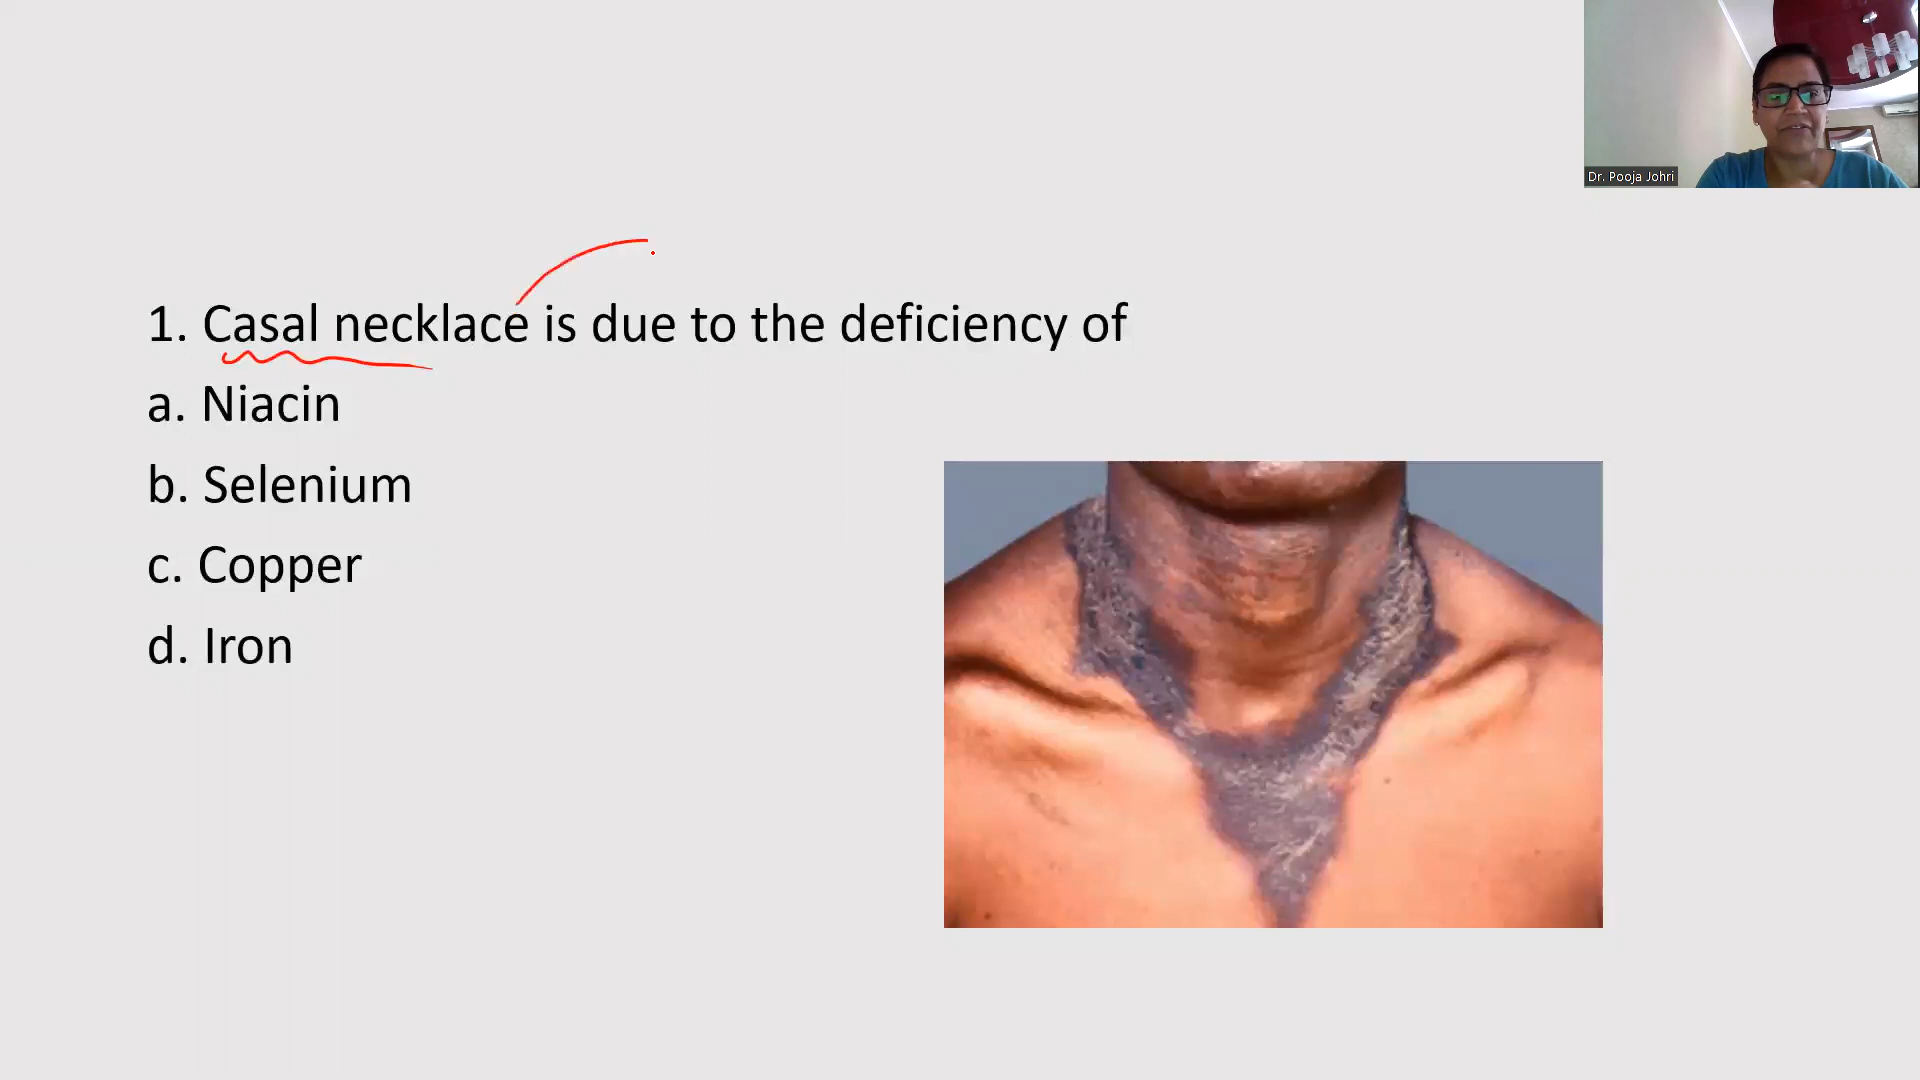 Dr. Pooja Johri
1. Casal necklace is due to the deficiency of
a. Niacin
b. Selenium
c. Copper
d. Iron